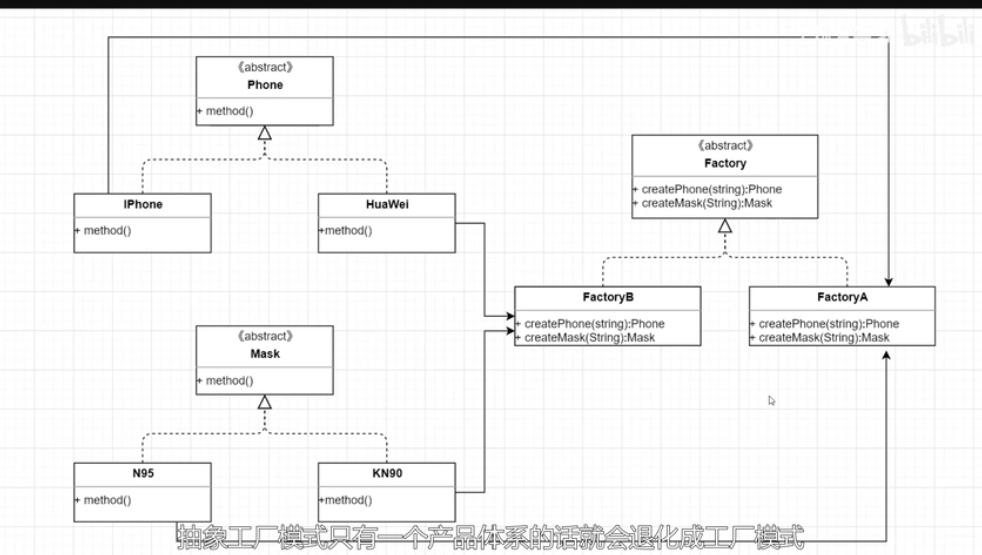 bilibili
《abstract》
Phone
+ method()
IPhone
+ method()
HuaWei
+method()
《abstract》
Factory
+ createPhone(string):Phone
+ createMask(String):Mask
FactoryB
+ createPhone(string):Phone
+ createMask(String):Mask
FactoryA
+ createPhone(string):Phone
+ createMask(String):Mask
《abstract》
Mask
+ method()
N95
+ method()
KN90
+method()
抽象工厂模式只有一个产品体系的话就会退化成工厂模式